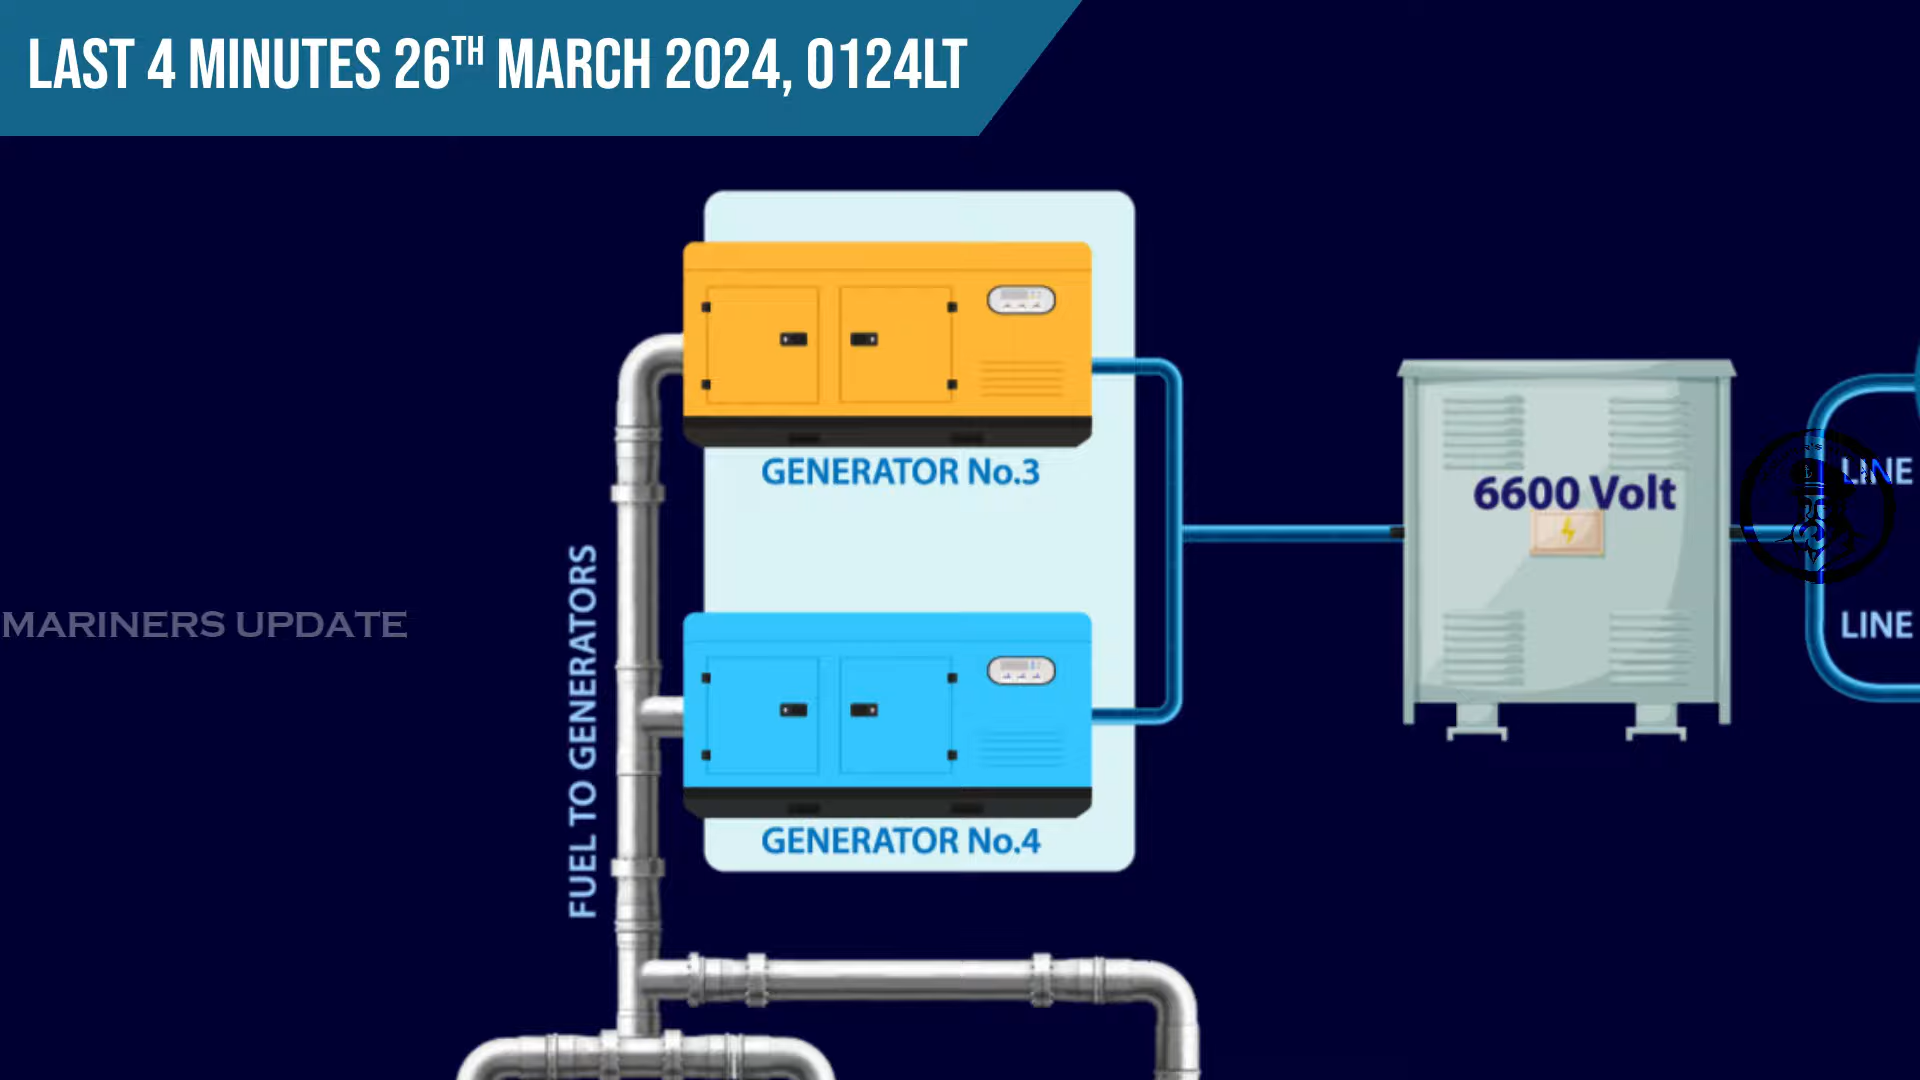 LAST 4 MINUTES 26TH MARCH 2024, 0124LT
GENERATOR No.3
6600 Volt
LINE
FUEL TO GENERATORS
MARINERS UPDATE
LINE
GENERATOR No.4